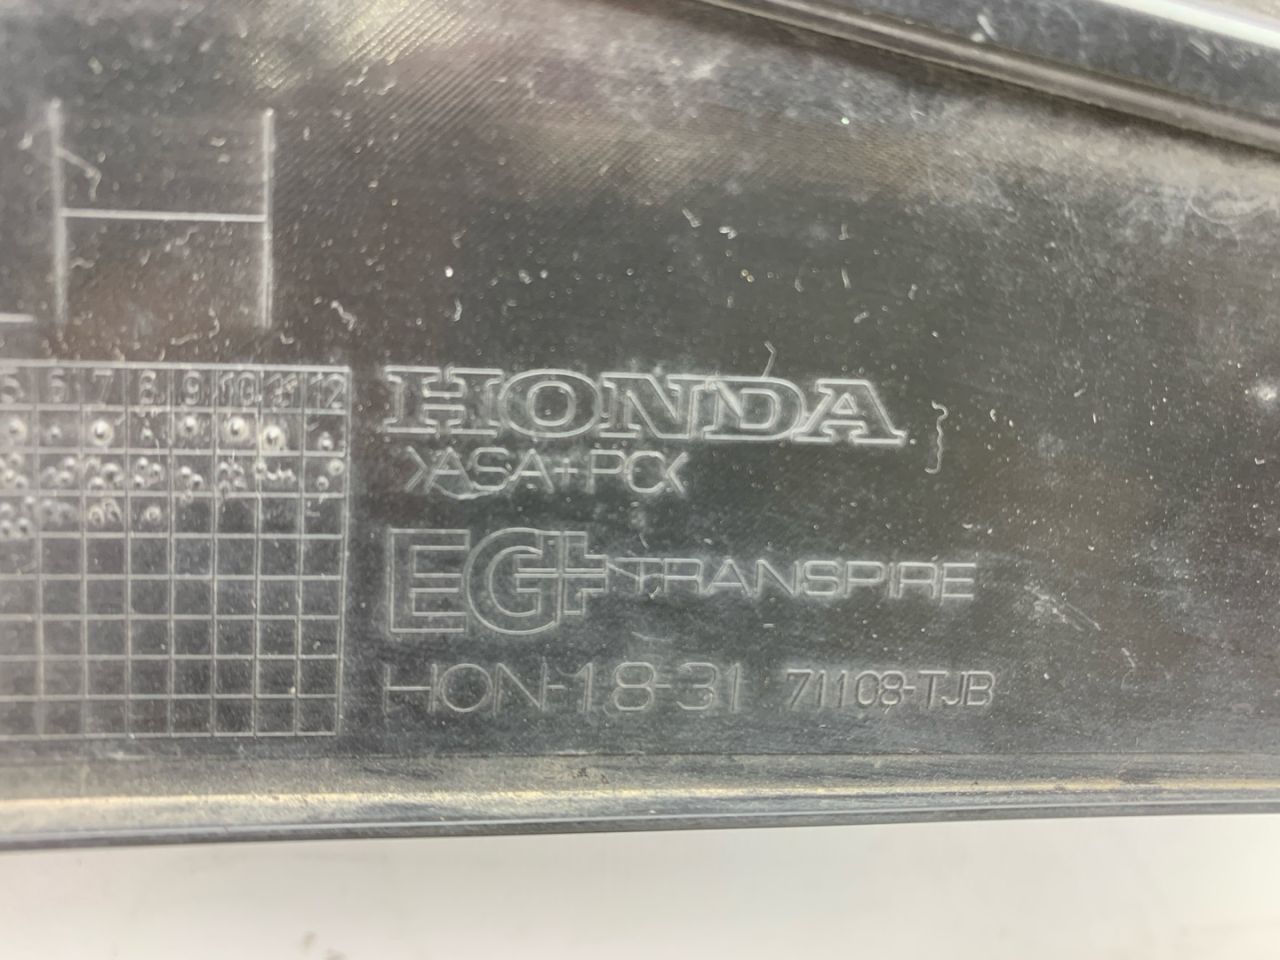 5 6 7 8 9 10 11 12
HONDA
>ASA+PC<
EG+TRANSPIRE
HON-18-31 71108-TJB